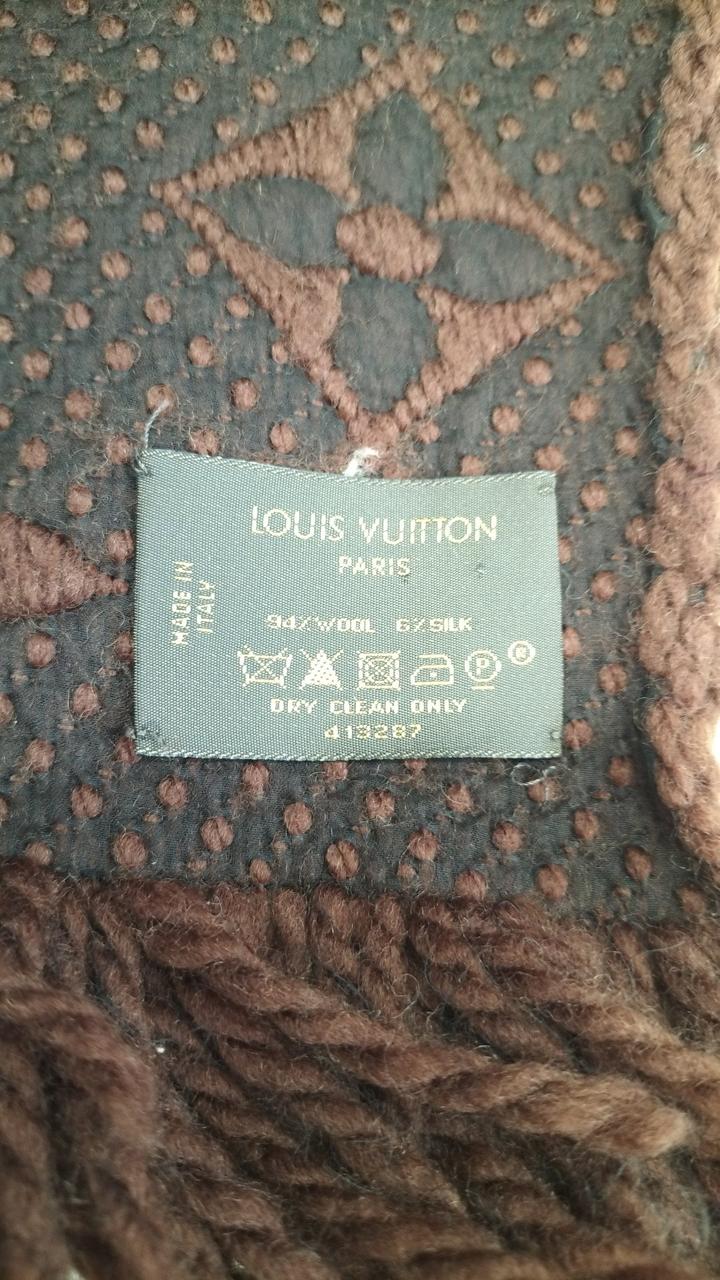 LOUIS VUITTON
PARIS
MADE IN
ITALY
94%WOOL 6%SILK
P
®
DRY CLEAN ONLY
413287